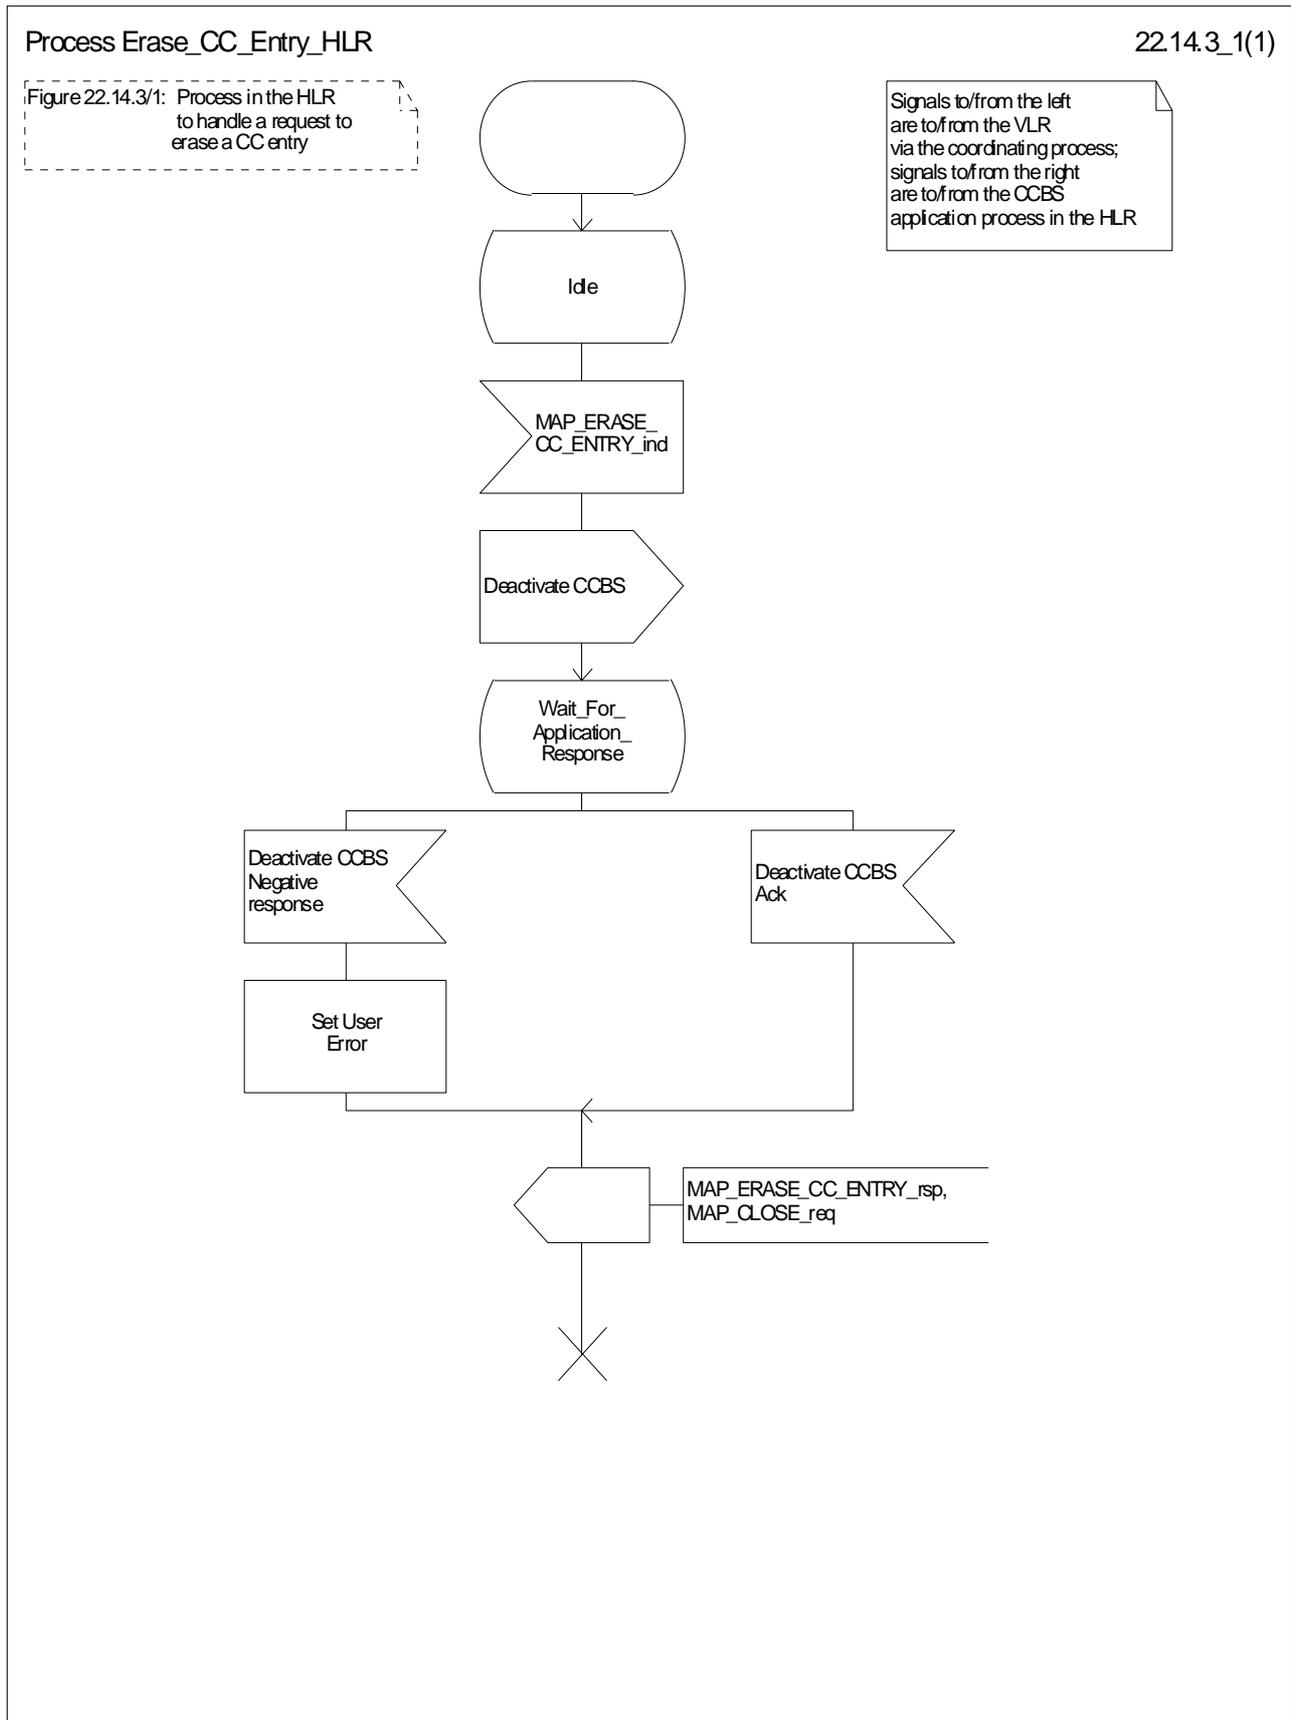 Process Erase_CC_Entry_HLR
22.14.3_1(1)
Figure 22.14.3/1: Process in the HLR
to handle a request to
erase a CC entry
Signals to/from the left
are to/from the VLR
via the coordinating process;
signals to/from the right
are to/from the CCBS
application process in the HLR
Idle
MAP_ERASE_
CC_ENTRY_ind
Deactivate CCBS
Wait_For_
Application_
Response
Deactivate CCBS
Negative
response
Deactivate CCBS
Ack
Set User
Error
MAP_ERASE_CC_ENTRY_rsp,
MAP_CLOSE_req